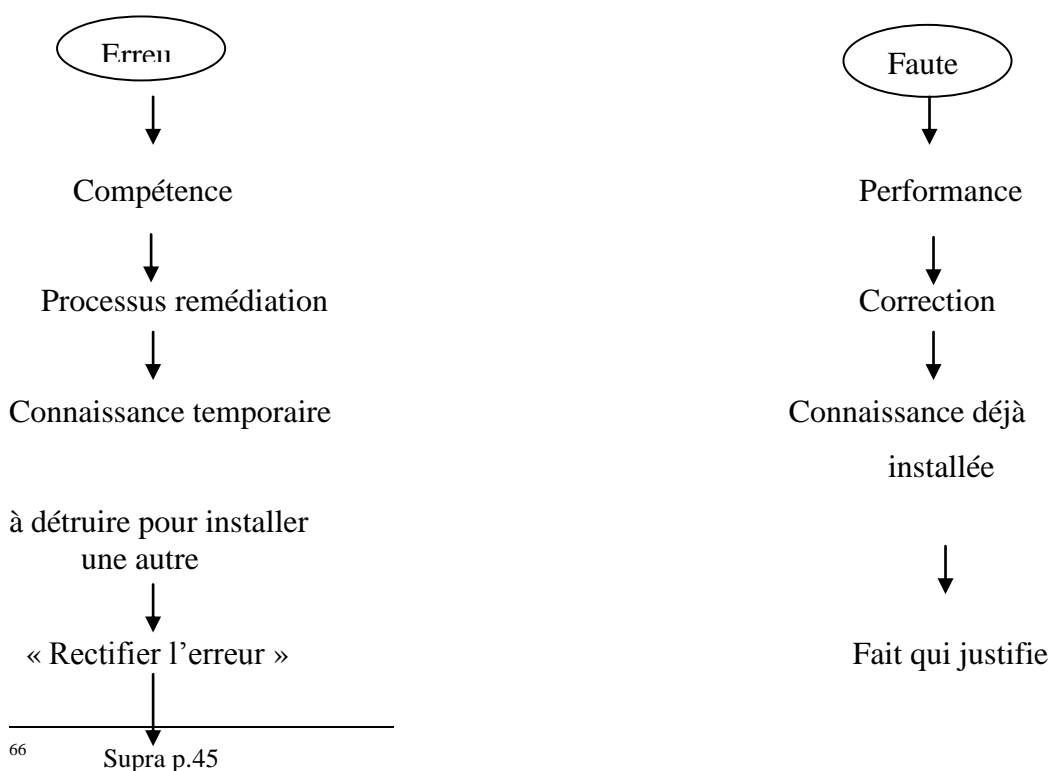 Erreu
Faute
Compétence
Performance
Processus remédiation
Correction
Connaissance temporaire
Connaissance déjà
installée
à détruire pour installer
une autre
« Rectifier l’erreur »
Fait qui justifie
66 Supra p.45